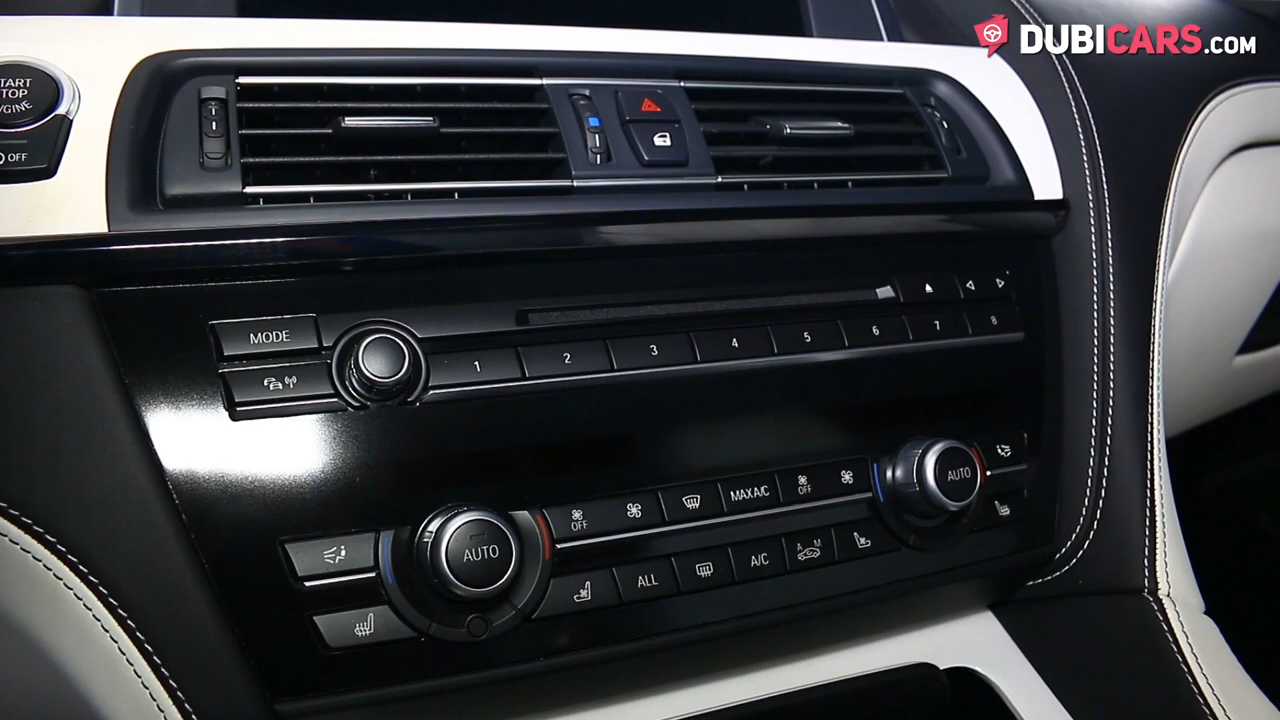 DUBICARS.COM
START
STOP
ENGINE
OFF
MODE
1 2 3 4 5 6 7 8
AUTO
OFF
MAX A/C
OFF
AUTO
ALL
A/C
A M